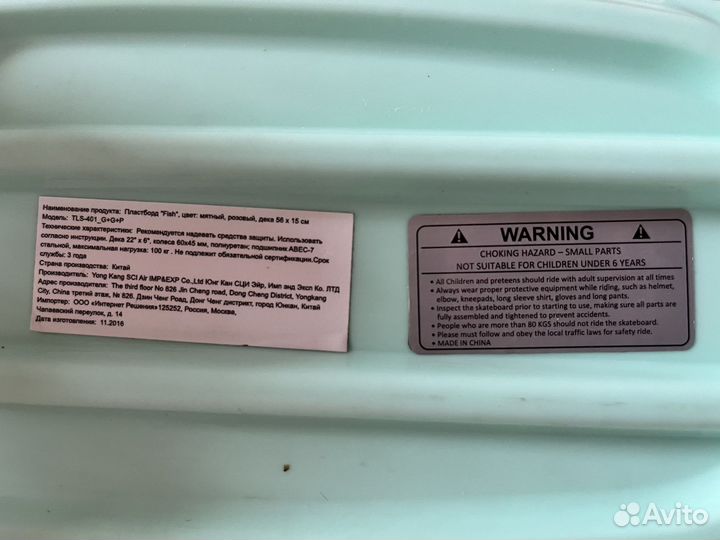 Наименование продукта: Пластборд "Fish", цвет: мятный, розовый, дека 56 x 15 см
Модель: TLS-401_G+G+P
Технические характеристики: Рекомендуется надевать средства защиты. Использовать
согласно инструкции. Дека 22" x 6", колеса 60x45 мм, полиуретан; подшипник ABEC-7
стальной, максимальная нагрузка: 100 кг . Не подлежит обязательной сертификации.Срок
службы: 3 года
Страна производства: Китай
Производитель: Yong Kang SCI Air IMP&EXP Co.,Ltd Юнг Кан СЦИ Эйр, Имп энд Эксп Ко. ЛТД
Адрес производителя: The third floor No 826 Jin Cheng road, Dong Cheng District, Yongkang
City, China третий этаж, № 826, Дзин Ченг Роад, Донг Ченг дистрикт, город Юнкан, Китай
Импортер: ООО «Интернет Решения»125252, Россия, Москва,
Чапаевский переулок, д. 14
Дата изготовления: 11.2016
WARNING
CHOKING HAZARD – SMALL PARTS
NOT SUITABLE FOR CHILDREN UNDER 6 YEARS
• All Children and preteens should ride with adult supervision at all times
• Always wear proper protective equipment while riding, such as helmet,
elbow, kneepads, long sleeve shirt, gloves and long pants.
• Inspect the skateboard prior to starting to use, making sure all parts are
fully assembled and tightened to prevent accidents.
• People who are more than 80 KGS should not ride the skateboard.
• Please must follow and obey the local traffic laws for safety ride.
• MADE IN CHINA
Avito